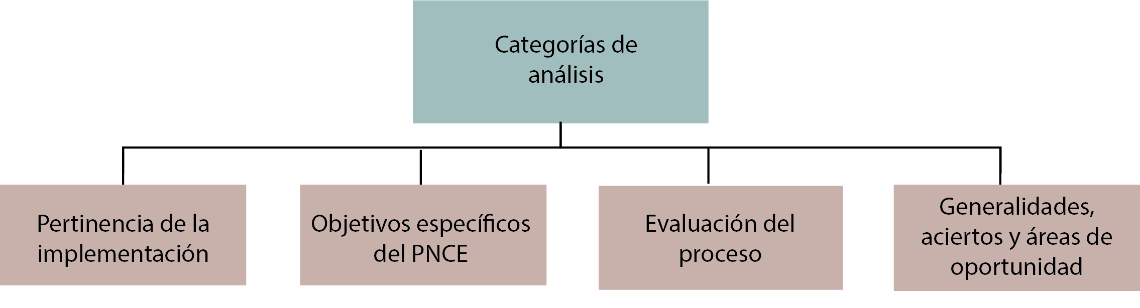 Categorías de
análisis
Pertinencia de la
implementación
Objetivos específicos
del PNCE
Evaluación del
proceso
Generalidades,
aciertos y áreas de
oportunidad